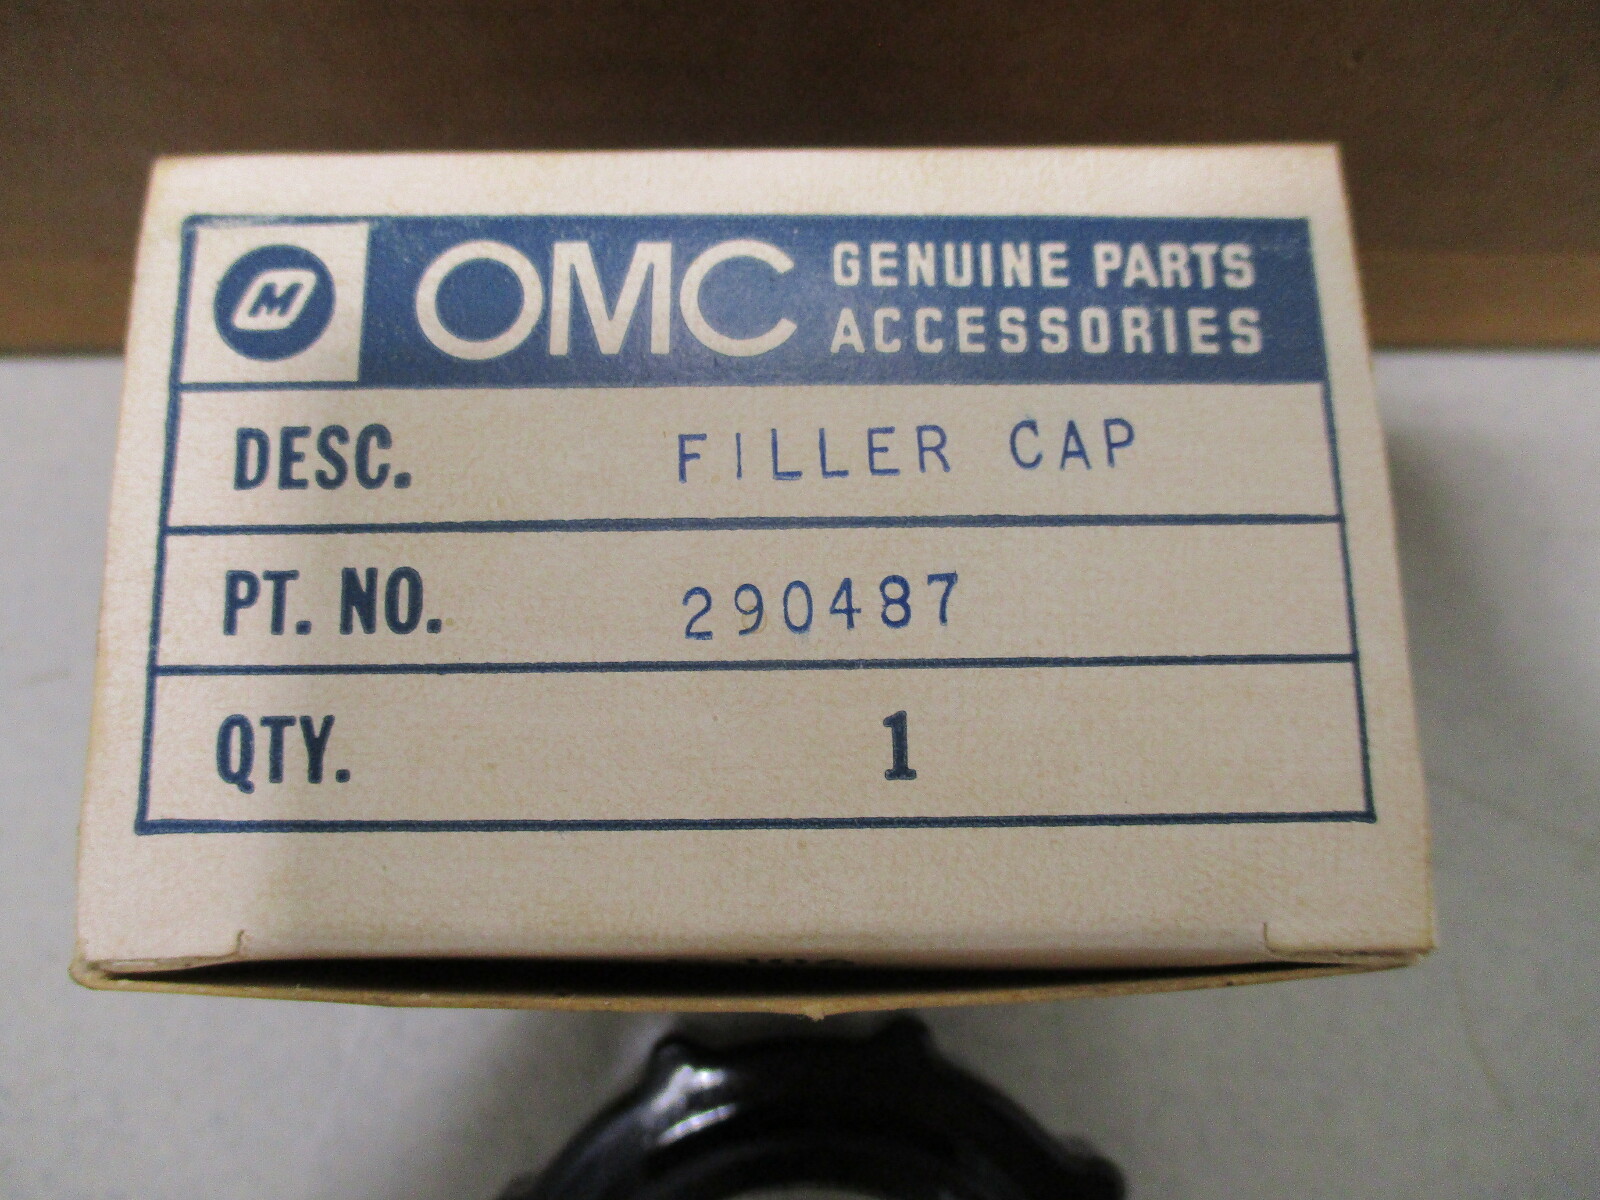 OMC GENUINE PARTS
ACCESSORIES
DESC. FILLER CAP
PT. NO. 290487
QTY. 1